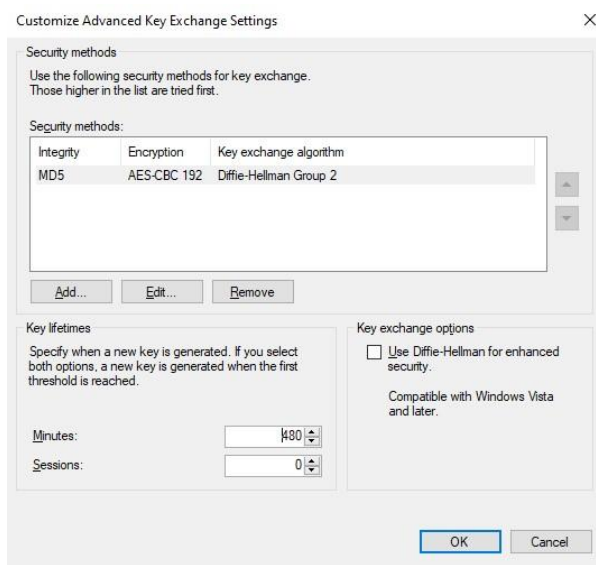 Customize Advanced Key Exchange Settings
Security methods
Use the following security methods for key exchange.
Those higher in the list are tried first.
Security methods:
Integrity Encryption Key exchange algorithm
MD5 AES-CBC 192 Diffie-Hellman Group 2
Add... Edit... Remove
Key lifetimes
Specify when a new key is generated. If you select
both options, a new key is generated when the first
threshold is reached.
Minutes: 480
Sessions: 0
Key exchange options
Use Diffie-Hellman for enhanced
security.
Compatible with Windows Vista
and later.
OK Cancel